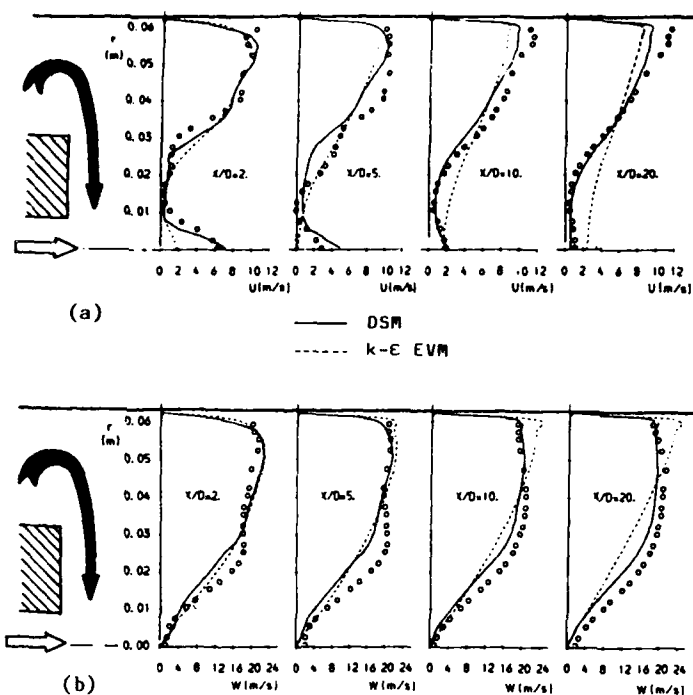 0.06
r
(m)
0.05
0.04
0.03
0.02
0.01
X/D=2.
X/D=5.
X/D=10.
X/D=20.
0 2 4 6 8 10 12
0 2 4 6 8 10 12
0 2 4 6 8 10 12
0 2 4 6 8 10 12
U(m/s)
U(m/s)
U(m/s)
U(m/s)
(a)
DSM
k-ε EVM
0.06
r
(m)
0.05
0.04
0.03
0.02
0.01
0.00
X/D=2.
X/D=5.
X/D=10.
X/D=20.
0 4 8 12 16 20 24
0 4 8 12 16 20 24
0 4 8 12 16 20 24
0 4 8 12 16 20 24
W(m/s)
W(m/s)
W(m/s)
W(m/s)
(b)